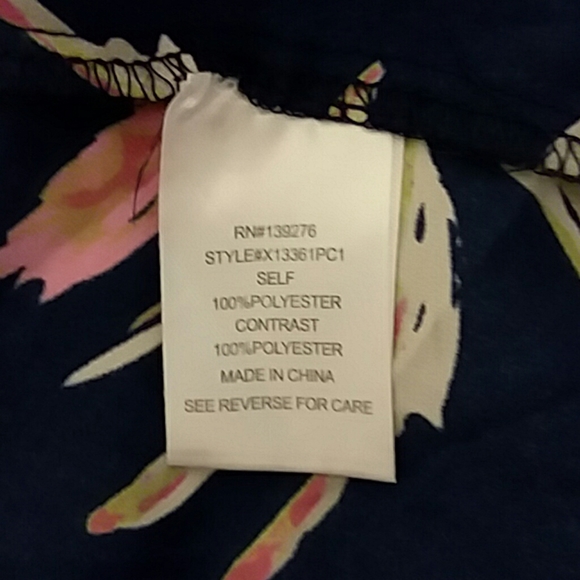 RN#139276
STYLE#X13361PC1
SELF
100%POLYESTER
CONTRAST
100%POLYESTER
MADE IN CHINA
SEE REVERSE FOR CARE